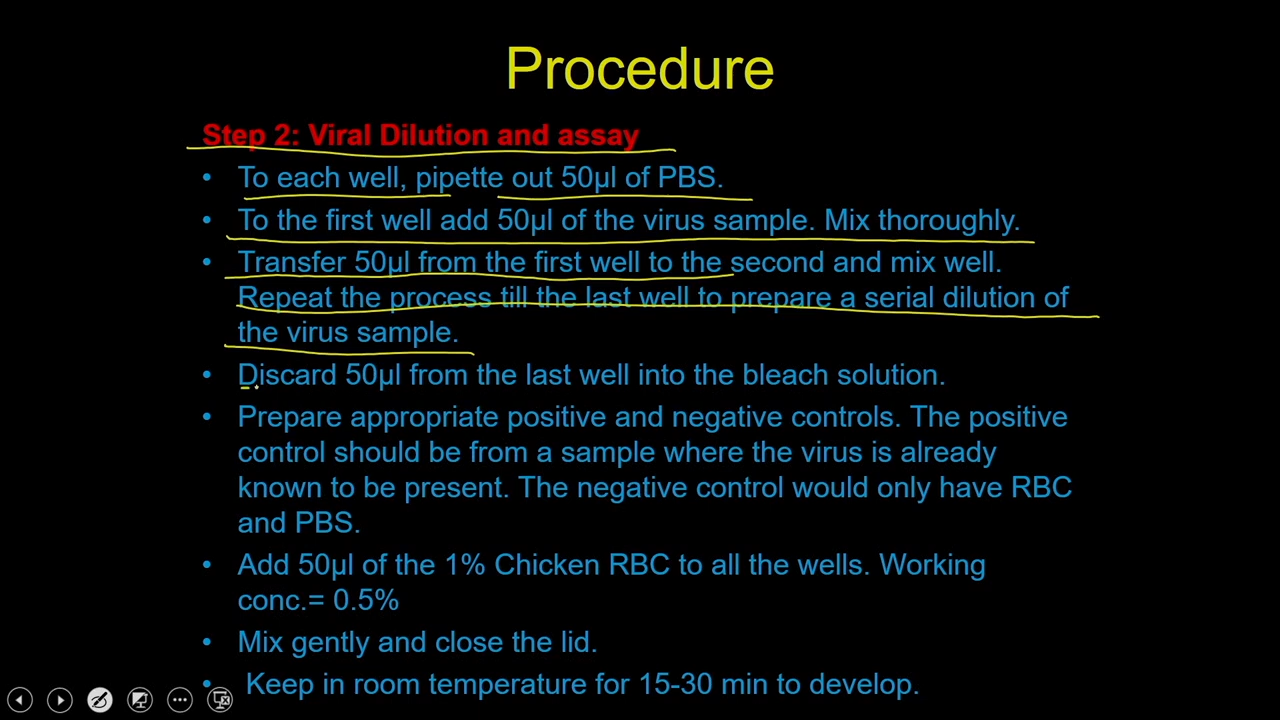 Procedure
Step 2: Viral Dilution and assay
• To each well, pipette out 50µl of PBS.
• To the first well add 50µl of the virus sample. Mix thoroughly.
• Transfer 50µl from the first well to the second and mix well.
Repeat the process till the last well to prepare a serial dilution of
the virus sample.
• Discard 50µl from the last well into the bleach solution.
• Prepare appropriate positive and negative controls. The positive
control should be from a sample where the virus is already
known to be present. The negative control would only have RBC
and PBS.
• Add 50µl of the 1% Chicken RBC to all the wells. Working
conc.= 0.5%
• Mix gently and close the lid.
• Keep in room temperature for 15-30 min to develop.